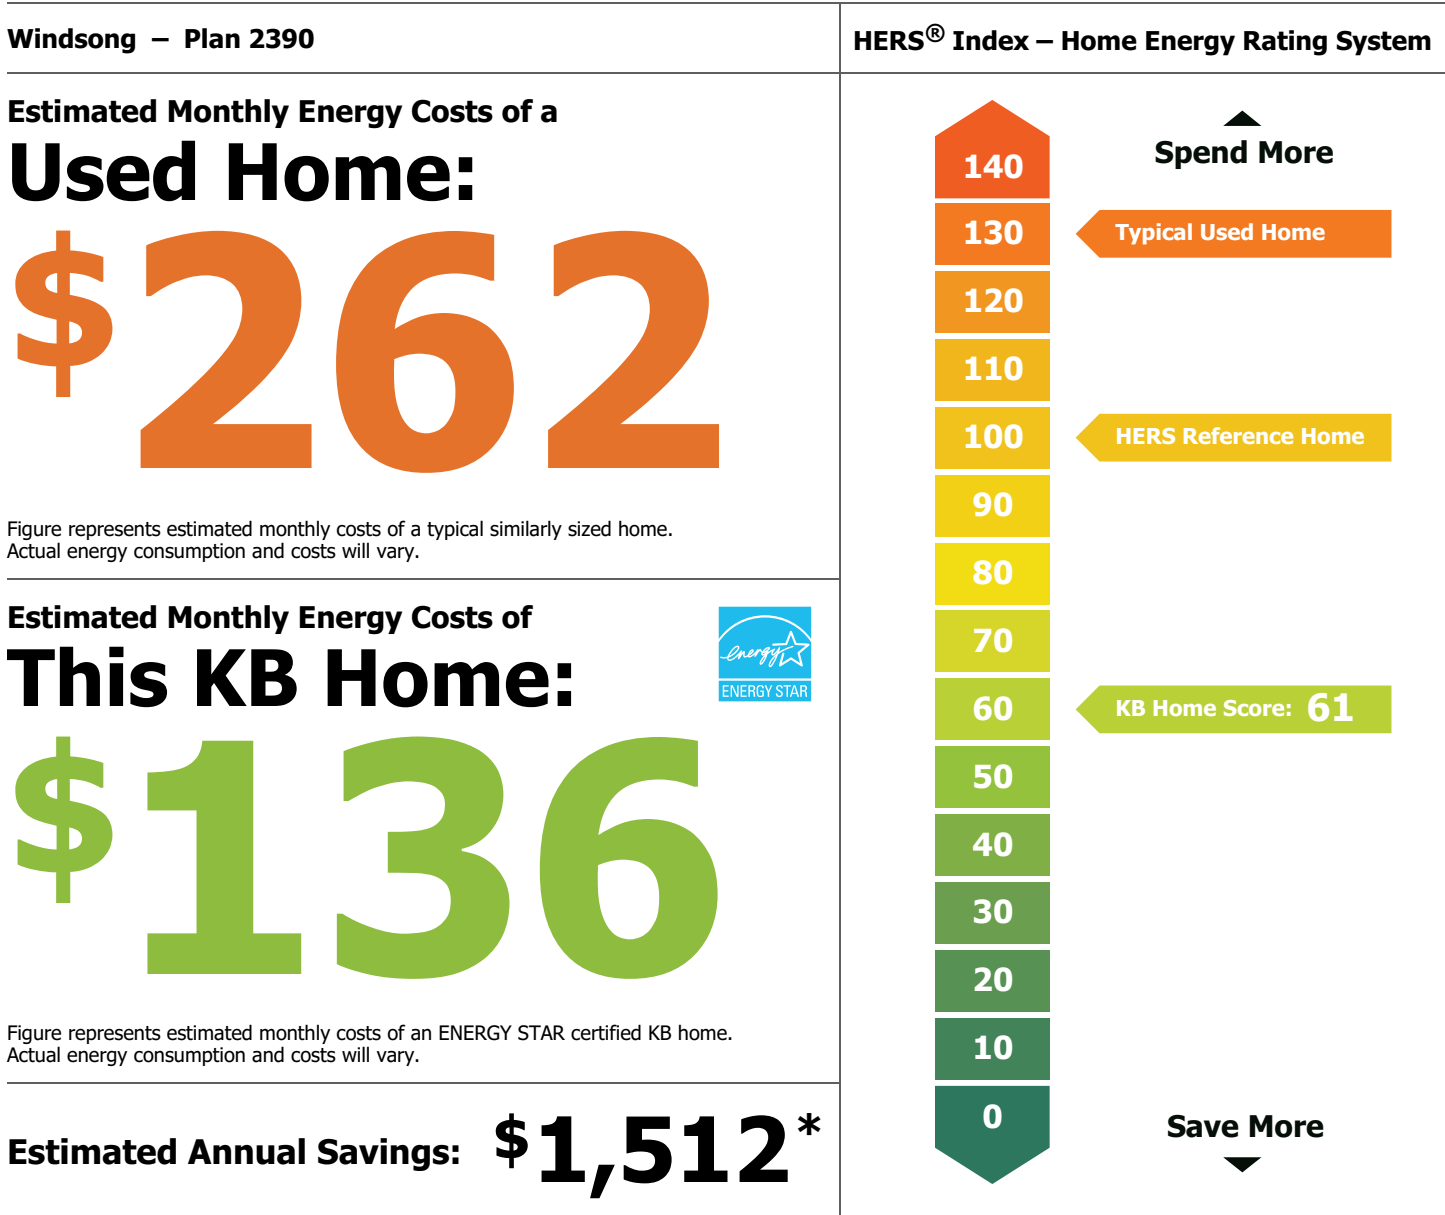 Windsong – Plan 2390
Estimated Monthly Energy Costs of a
Used Home:
$262
Figure represents estimated monthly costs of a typical similarly sized home.
Actual energy consumption and costs will vary.
Estimated Monthly Energy Costs of
This KB Home:
energy
ENERGY STAR
$136
Figure represents estimated monthly costs of an ENERGY STAR certified KB home.
Actual energy consumption and costs will vary.
Estimated Annual Savings: $1,512*
HERS® Index – Home Energy Rating System
Spend More
140
130 Typical Used Home
120
110
100 HERS Reference Home
90
80
70
60 KB Home Score: 61
50
40
30
20
10
0
Save More